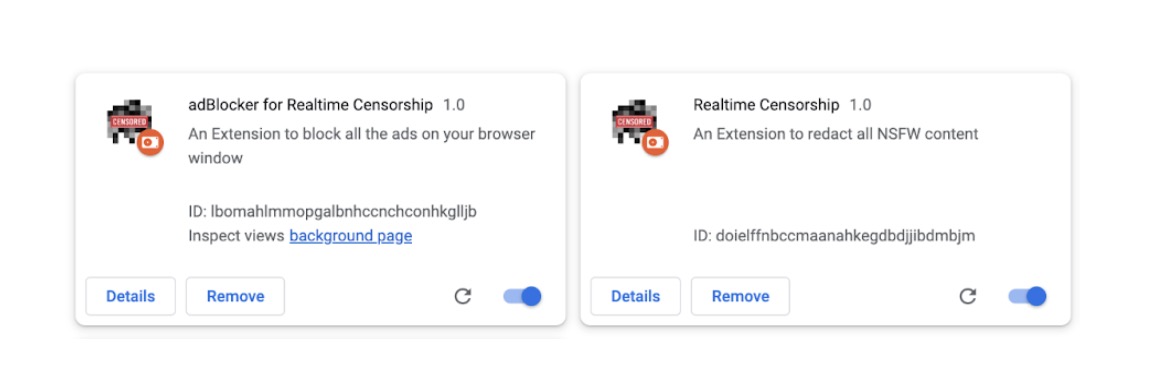 CENSORED
adBlocker for Realtime Censorship 1.0
An Extension to block all the ads on your browser
window
ID: lbomahlmmopgalbnhccnchconhkglljb
Inspect views background page
Details
Remove
CENSORED
Realtime Censorship 1.0
An Extension to redact all NSFW content
ID: doielffnbccmaanahkegdbdjjibdmbjm
Details
Remove